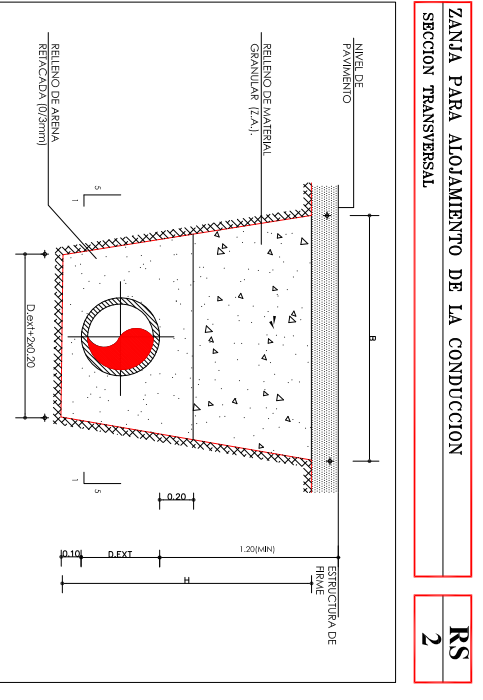 ZANJA PARA ALOJAMIENTO DE LA CONDUCCION
SECCION TRANSVERSAL
RS
2
NIVEL DE
PAVIMENTO
RELLENO DE MATERIAL
GRANULAR (Z.A.).
RELLENO DE ARENA
RETACADA (0/3mm)
B
5
1
5
1
D.ext+2x0.20
0.20
1.20(MIN)
D.EXT
0.10
H
ESTRUCTURA DE
FIRME